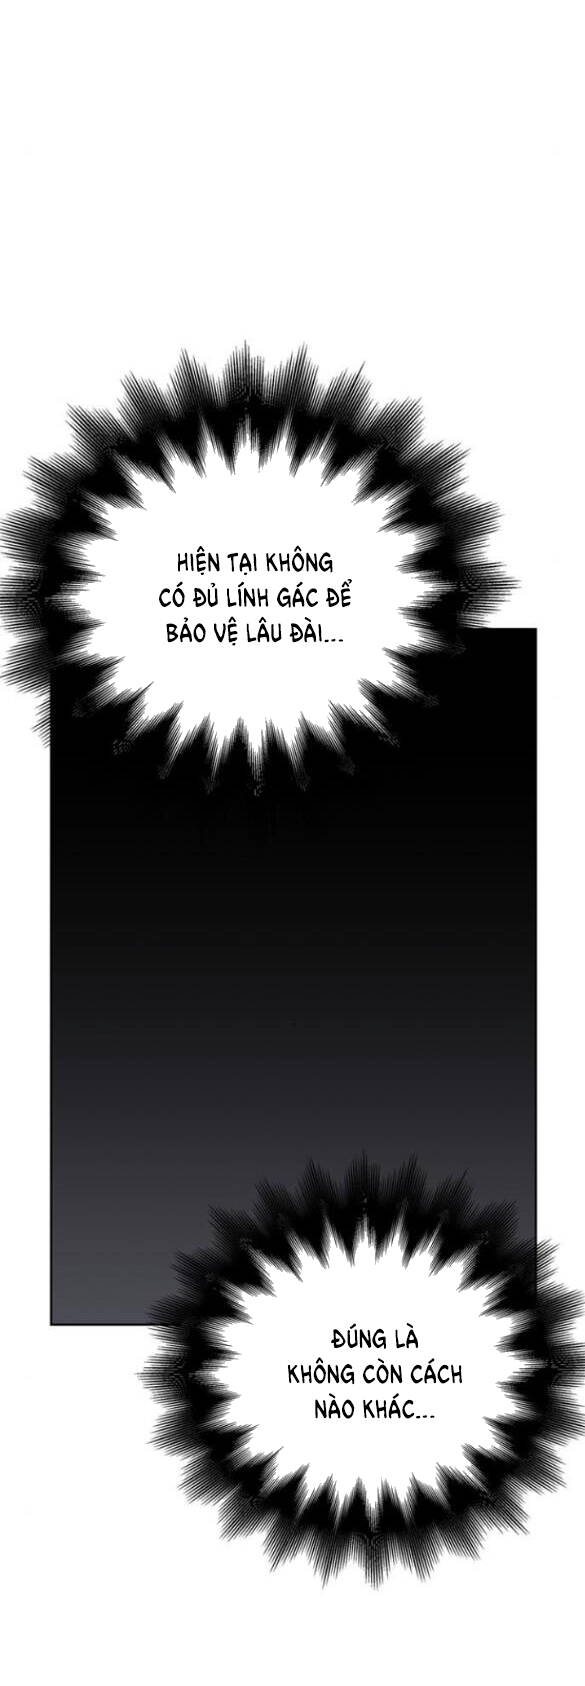 HIỆN TẠI KHÔNG
CÓ ĐỦ LÍNH GÁC ĐỂ
BẢO VỆ LÂU ĐÀI...
ĐÚNG LÀ
KHÔNG CÒN CÁCH
NÀO KHÁC...